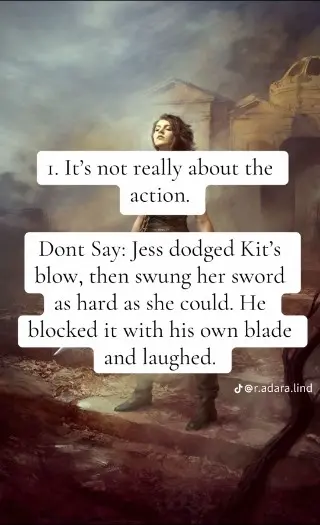 1. It's not really about the
action.
Dont Say: Jess dodged Kit's
blow, then swung her sword
as hard as she could. He
blocked it with his own blade
and laughed.
@r.adara.lind